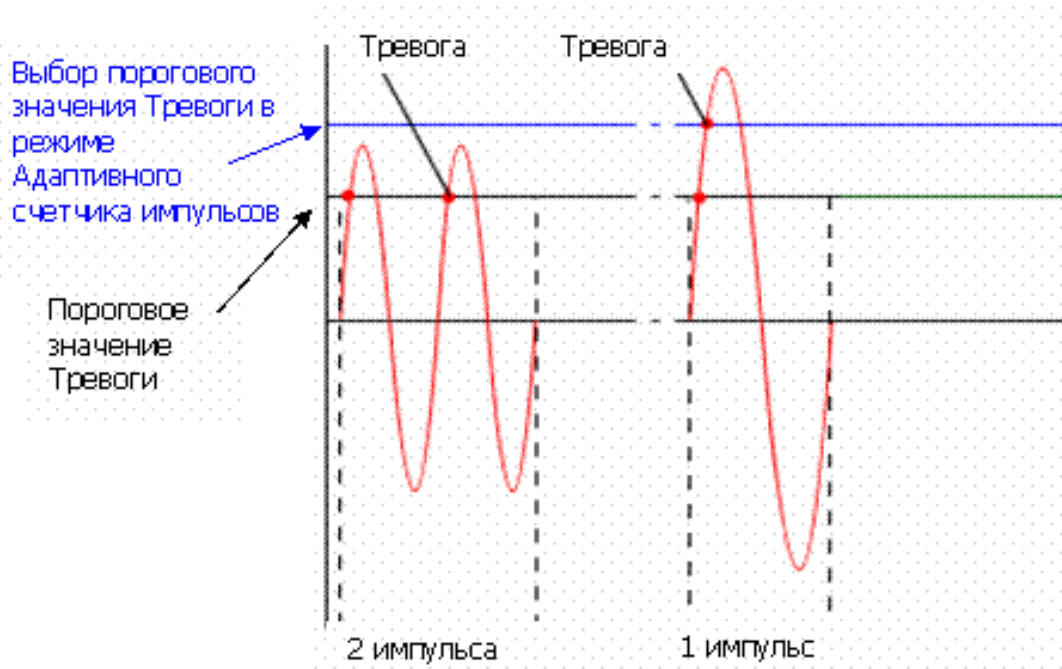 Тревога
Тревога
Выбор порогового
значения Тревоги в
режиме
Адаптивного
счетчика импульсов
Пороговое
значение
Тревоги
2 импульса
1 импульс